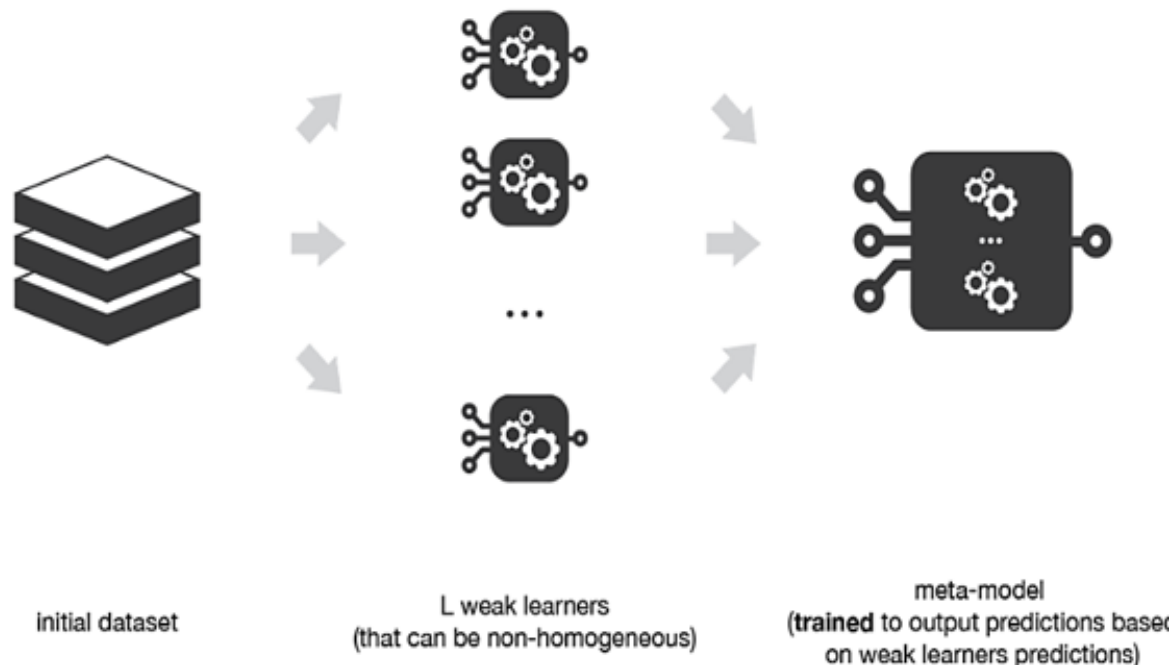 initial dataset
L weak learners
(that can be non-homogeneous)
meta-model
(trained to output predictions based
on weak learners predictions)